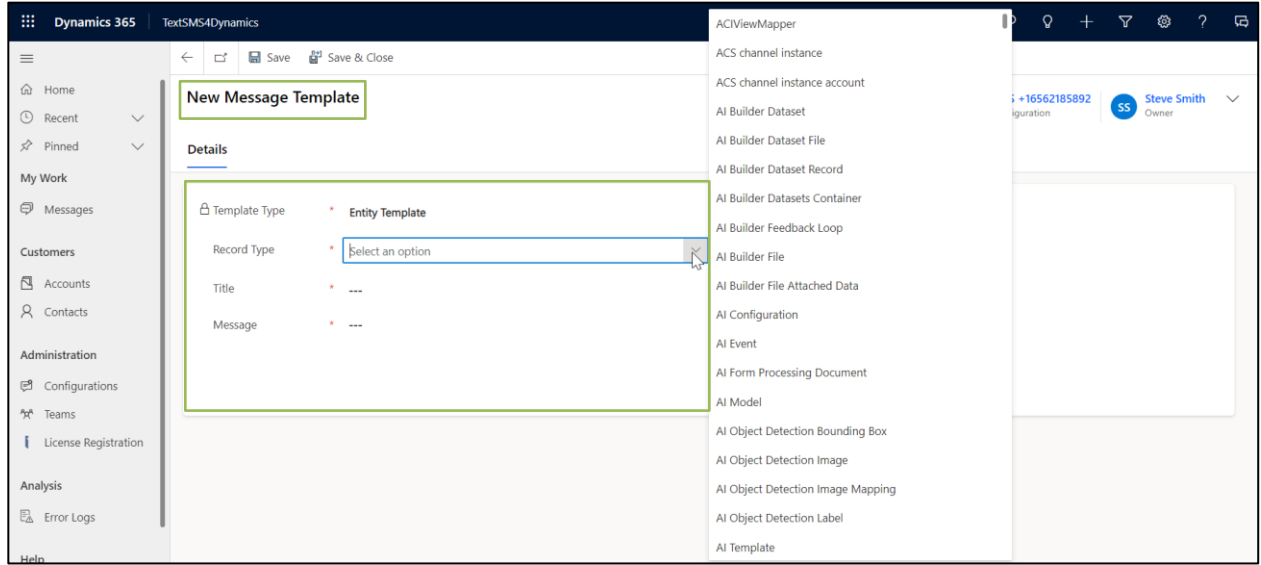 Dynamics 365
TextSMS4Dynamics
Save
Save & Close
Home
Recent
Pinned
My Work
Messages
Customers
Accounts
Contacts
Administration
Configurations
Teams
License Registration
Analysis
Error Logs
Help
New Message Template
+16562185892
Steve Smith
SS
Owner
Details
Template Type * Entity Template
Record Type * Select an option
Title * ---
Message * ---
ACIViewMapper
ACS channel instance
ACS channel instance account
AI Builder Dataset
AI Builder Dataset File
AI Builder Dataset Record
AI Builder Datasets Container
AI Builder Feedback Loop
AI Builder File
AI Builder File Attached Data
AI Configuration
AI Event
AI Form Processing Document
AI Model
AI Object Detection Bounding Box
AI Object Detection Image
AI Object Detection Image Mapping
AI Object Detection Label
AI Template